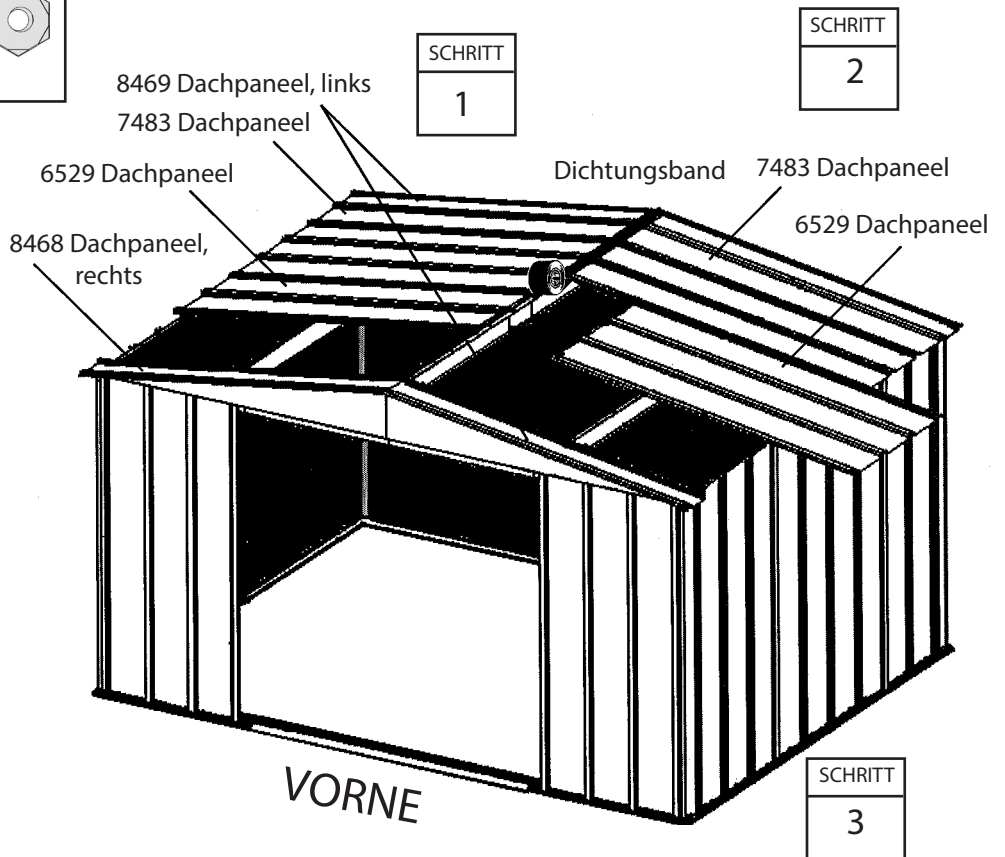 SCHRITT
1
SCHRITT
2
8469 Dachpaneel, links
7483 Dachpaneel
6529 Dachpaneel
8468 Dachpaneel,
rechts
Dichtungsband
7483 Dachpaneel
6529 Dachpaneel
VORNE
SCHRITT
3